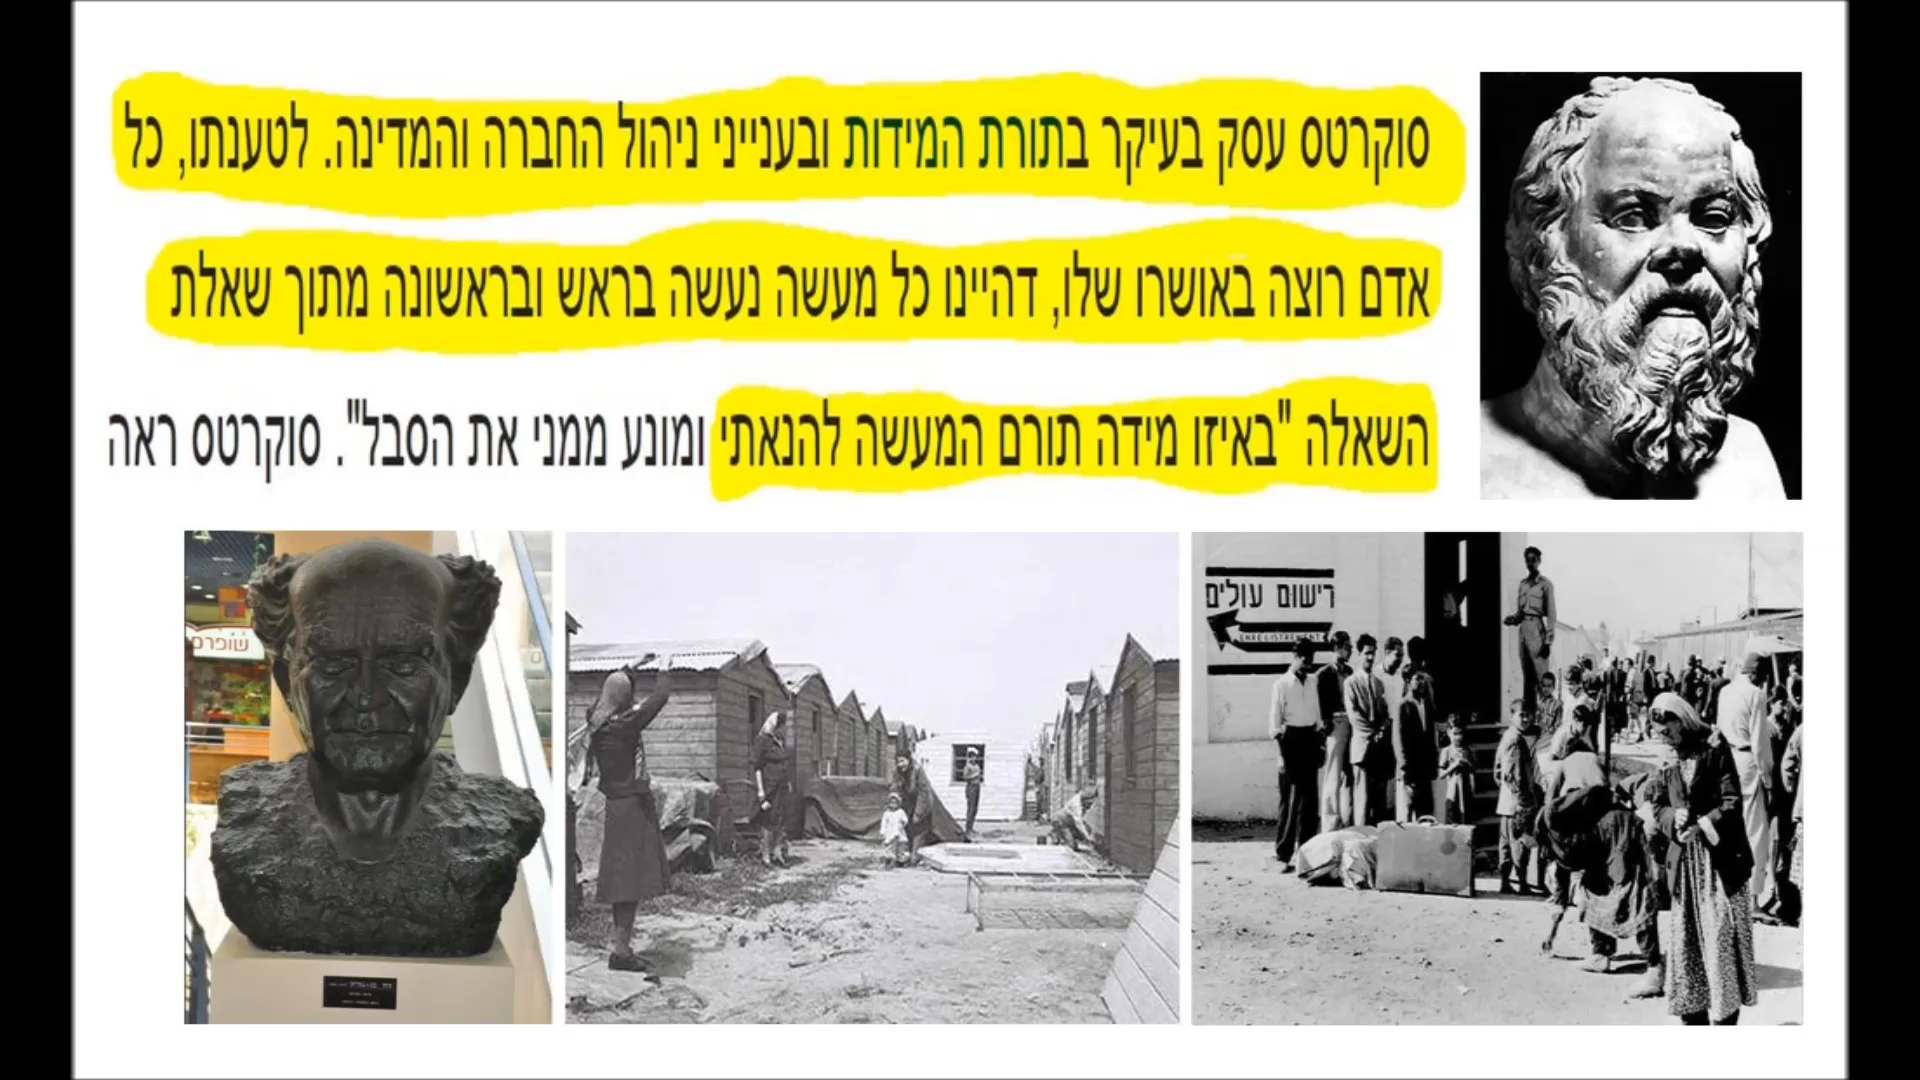 סוקרטס עסק בעיקר בתורת המידות ובענייני ניהול החברה והמדינה. לטענתו, כל
אדם רוצה באושרו שלו, דהיינו כל מעשה נעשה בראש ובראשונה מתוך שאלת
השאלה "באיזו מידה תורם המעשה להנאתי ומונע ממני את הסבל". סוקרטס ראה
שופרס
רישום עולים
ENREGISTREMENT